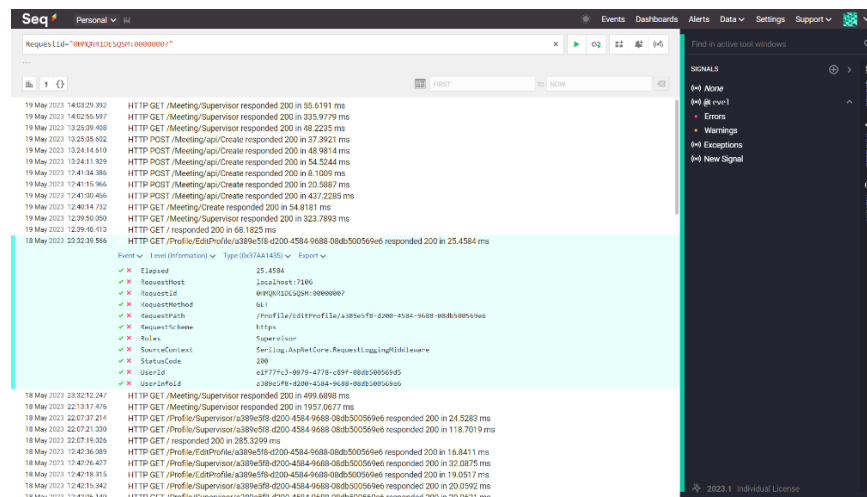 Seq
Personal
Events Dashboards Alerts Data Settings Support
RequestId="0HMQNR1DESQSM:00000007"
...
FIRST TO NOW
19 May 2023 14:03:29.392 HTTP GET /Meeting/Supervisor responded 200 in 55.6191 ms
19 May 2023 14:02:56.597 HTTP GET /Meeting/Supervisor responded 200 in 335.9779 ms
19 May 2023 13:25:09.408 HTTP GET /Meeting/Supervisor responded 200 in 48.2235 ms
19 May 2023 13:25:05.602 HTTP POST /Meeting/api/Create responded 200 in 37.3921 ms
19 May 2023 13:24:14.610 HTTP POST /Meeting/api/Create responded 200 in 48.9814 ms
19 May 2023 13:24:11.929 HTTP POST /Meeting/api/Create responded 200 in 54.5244 ms
19 May 2023 12:41:34.386 HTTP POST /Meeting/api/Create responded 200 in 8.1009 ms
19 May 2023 12:41:15.966 HTTP POST /Meeting/api/Create responded 200 in 20.5887 ms
19 May 2023 12:41:00.456 HTTP POST /Meeting/api/Create responded 200 in 437.2285 ms
19 May 2023 12:40:14.732 HTTP GET /Meeting/Create responded 200 in 54.8181 ms
19 May 2023 12:39:50.050 HTTP GET /Meeting/Supervisor responded 200 in 323.7893 ms
19 May 2023 12:39:48.413 HTTP GET / responded 200 in 68.1825 ms
18 May 2023 23:32:39.566 HTTP GET /Profile/EditProfile/a389e5f8-d200-4584-9688-08db500569e6 responded 200 in 25.4584 ms
Event Level (Information) Type (0x37AA1435) Export
Elapsed 25.4584
RequestHost localhost:7106
RequestId 0HMQNR1DESQSM:00000007
RequestMethod GET
RequestPath /Profile/EditProfile/a389e5f8-d200-4584-9688-08db500569e6
RequestScheme https
Roles Supervisor
SourceContext Serilog.AspNetCore.RequestLoggingMiddleware
StatusCode 200
UserId e1f77fc3-0979-4778-c89f-08db500569d5
UserInfoId a389e5f8-d200-4584-9688-08db500569e6
18 May 2023 23:32:12.247 HTTP GET /Meeting/Supervisor responded 200 in 499.6898 ms
18 May 2023 22:13:17.476 HTTP GET /Meeting/Supervisor responded 200 in 1957.0677 ms
18 May 2023 22:07:37.214 HTTP GET /Profile/Supervisor/a389e5f8-d200-4584-9688-08db500569e6 responded 200 in 24.5283 ms
18 May 2023 22:07:21.330 HTTP GET /Profile/Supervisor/a389e5f8-d200-4584-9688-08db500569e6 responded 200 in 118.7019 ms
18 May 2023 22:07:19.026 HTTP GET / responded 200 in 285.3299 ms
18 May 2023 12:42:36.089 HTTP GET /Profile/EditProfile/a389e5f8-d200-4584-9688-08db500569e6 responded 200 in 16.8411 ms
18 May 2023 12:42:26.427 HTTP GET /Profile/EditProfile/a389e5f8-d200-4584-9688-08db500569e6 responded 200 in 32.0875 ms
18 May 2023 12:42:18.315 HTTP GET /Profile/Supervisor/a389e5f8-d200-4584-9688-08db500569e6 responded 200 in 19.0517 ms
18 May 2023 12:42:15.342 HTTP GET /Profile/Supervisor/a389e5f8-d200-4584-9688-08db500569e6 responded 200 in 20.0592 ms
Find in active tool windows
SIGNALS
None
@Level
Errors
Warnings
Exceptions
New Signal
2023.1 Individual License